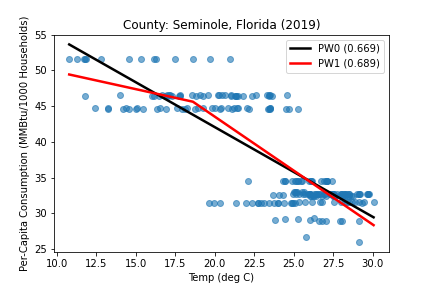 County: Seminole, Florida (2019)
Per-Capita Consumption (MMBtu/1000 Households)
55
50
45
40
35
30
25
PW0 (0.669)
PW1 (0.689)
10.0 12.5 15.0 17.5 20.0 22.5 25.0 27.5 30.0
Temp (deg C)